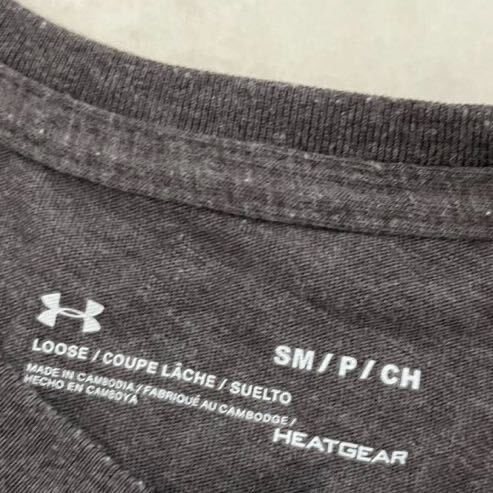 LOOSE / COUPE LÂCHE / SUELTO
SM / P / CH
MADE IN CAMBODIA / FABRIQUÉ AU CAMBODGE /
HECHO EN CAMBOYA
HEATGEAR